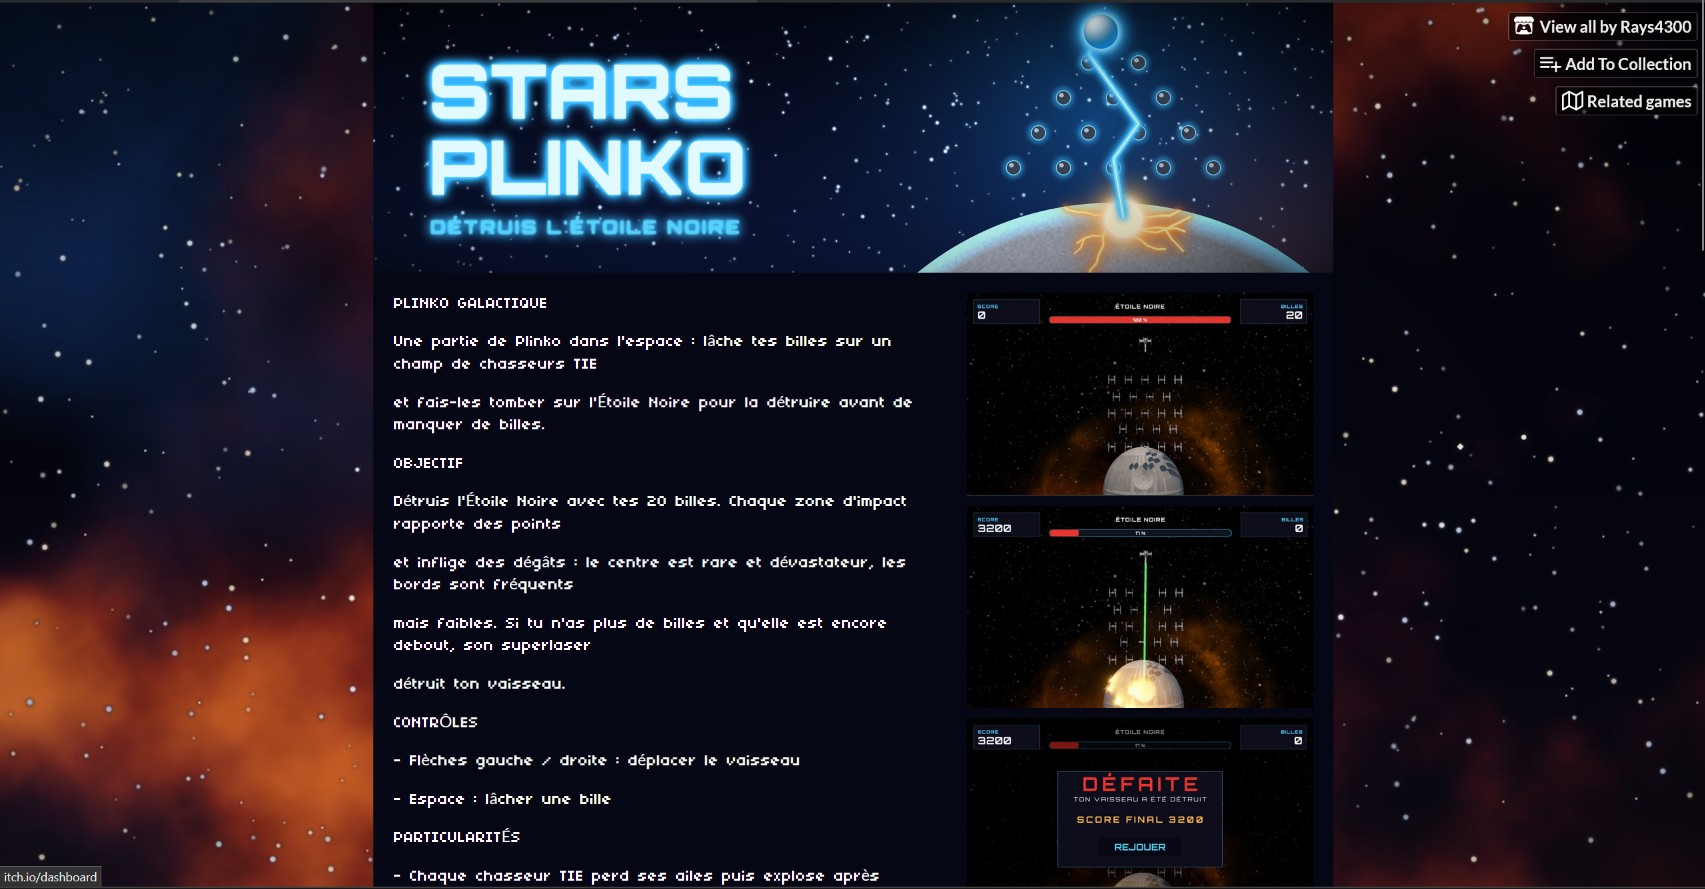 View all by Rays4300
Add To Collection
Related games
STARS
PLINKO
DÉTRUIS L'ÉTOILE NOIRE
PLINKO GALACTIQUE
Une partie de Plinko dans l'espace : lâche tes billes sur un
champ de chasseurs TIE
et fais-les tomber sur l'Étoile Noire pour la détruire avant de
manquer de billes.
OBJECTIF
Détruis l'Étoile Noire avec tes 20 billes. Chaque zone d'impact
rapporte des points
et inflige des dégâts : le centre est rare et dévastateur, les
bords sont fréquents
mais faibles. Si tu n'as plus de billes et qu'elle est encore
debout, son superlaser
détruit ton vaisseau.
CONTRÔLES
- Flèches gauche / droite : déplacer le vaisseau
- Espace : lâcher une bille
PARTICULARITÉS
- Chaque chasseur TIE perd ses ailes puis explose après
SCORE
0
ÉTOILE NOIRE
100 %
BILLES
20
SCORE
3200
ÉTOILE NOIRE
BILLES
0
SCORE
3200
ÉTOILE NOIRE
BILLES
0
DÉFAITE
TON VAISSEAU A ÉTÉ DÉTRUIT
SCORE FINAL 3200
REJOUER
itch.io/dashboard